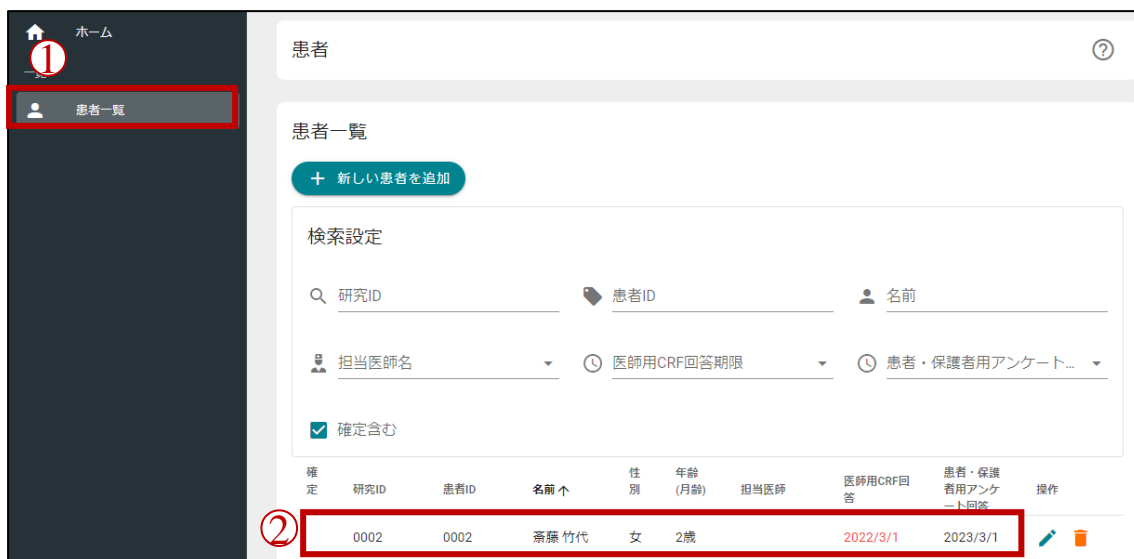 ホーム
①
一覧
患者一覧
患者
患者一覧
+ 新しい患者を追加
検索設定
研究ID
患者ID
名前
担当医師名
医師用CRF回答期限
患者・保護者用アンケート...
確定含む
確
定
研究ID
患者ID
名前↑
性
別
年齢
(月齢)
担当医師
医師用CRF回
答
患者・保護
者用アンケ
ート回答
操作
②
0002
0002
斎藤 竹代
女
2歳
2022/3/1
2023/3/1